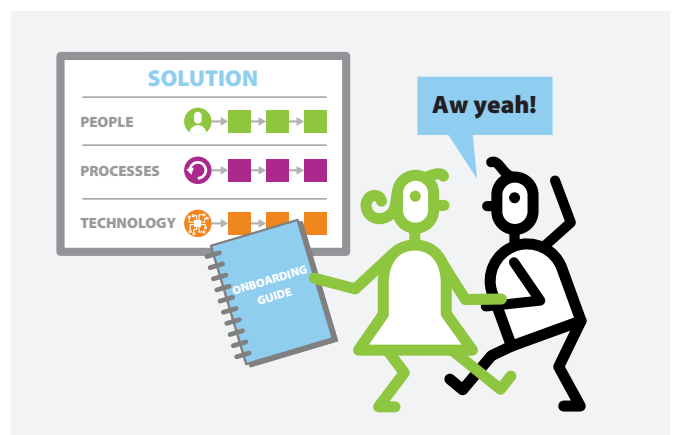 SOLUTION
PEOPLE
PROCESSES
TECHNOLOGY
Aw yeah!
ONBOARDING
GUIDE